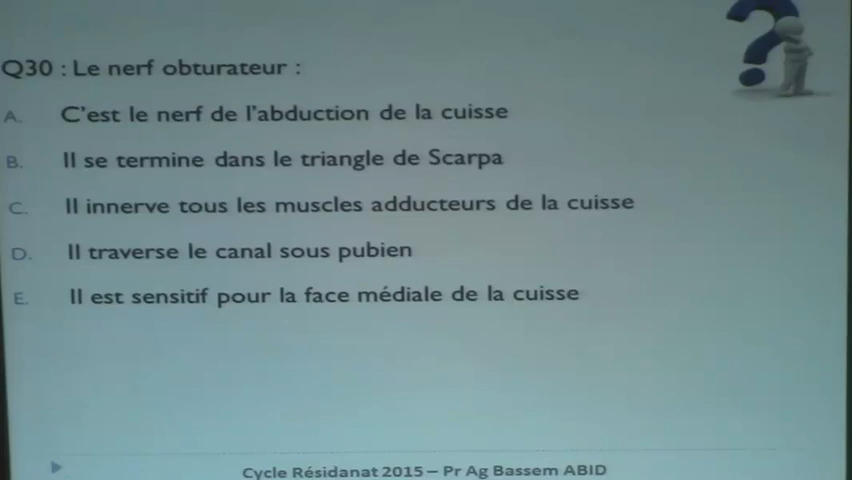 Q30 : Le nerf obturateur :
A. C'est le nerf de l'abduction de la cuisse
B. Il se termine dans le triangle de Scarpa
C. Il innerve tous les muscles adducteurs de la cuisse
D. Il traverse le canal sous pubien
E. Il est sensitif pour la face médiale de la cuisse
Cycle Résidanat 2015 – Pr Ag Bassem ABID